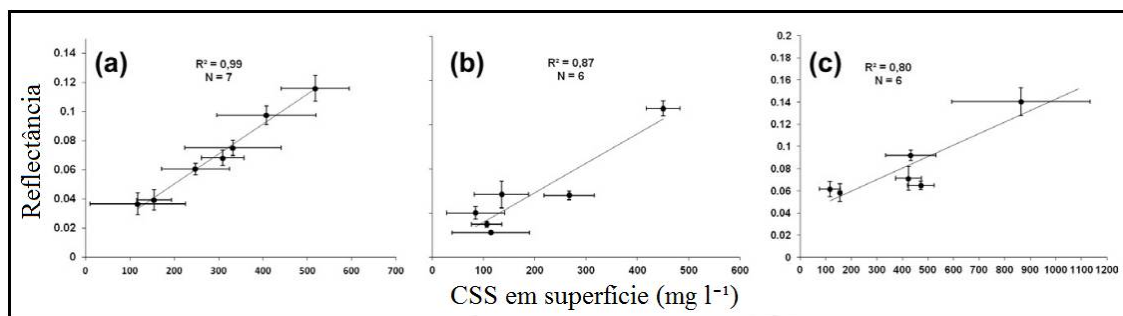 (a)
R² = 0,99
N = 7
0.14
0.12
0.1
0.08
0.06
0.04
0.02
0
0 100 200 300 400 500 600 700
(b)
R² = 0,87
N = 6
0 100 200 300 400 500 600
(c)
R² = 0,80
N = 6
0.2
0.18
0.16
0.14
0.12
0.1
0.08
0.06
0.04
0.02
0
0 100 200 300 400 500 600 700 800 900 1000 1100 1200
Reflectância
CSS em superfície (mg l⁻¹)